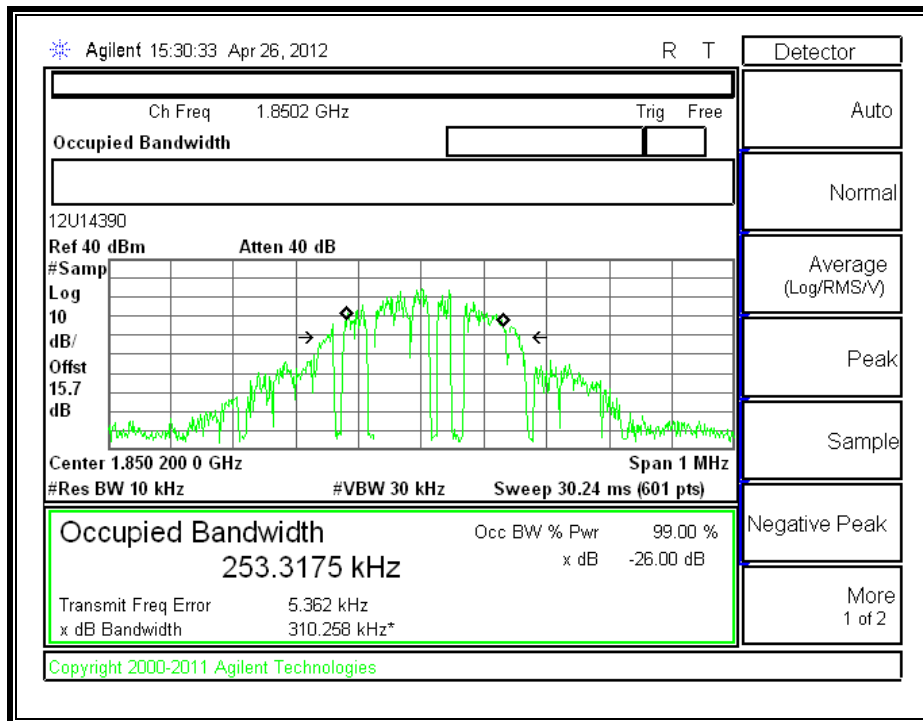 Agilent 15:30:33 Apr 26, 2012 R T
Detector
Ch Freq 1.8502 GHz Trig Free
Occupied Bandwidth
12U14390
Ref 40 dBm Atten 40 dB
#Samp
Log
10
dB/
Offst
15.7
dB
Center 1.850 200 0 GHz Span 1 MHz
#Res BW 10 kHz #VBW 30 kHz Sweep 30.24 ms (601 pts)
Occupied Bandwidth Occ BW % Pwr 99.00 %
253.3175 kHz x dB -26.00 dB
Transmit Freq Error 5.362 kHz
x dB Bandwidth 310.258 kHz*
Copyright 2000-2011 Agilent Technologies
Auto
Normal
Average
(Log/RMS/V)
Peak
Sample
Negative Peak
More
1 of 2